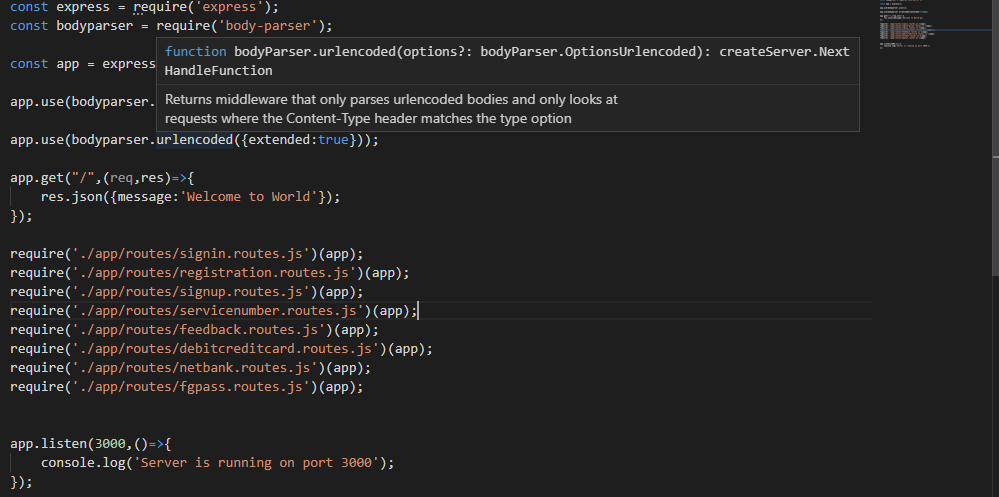 const express = require('express');
const bodyparser = require('body-parser');
function bodyParser.urlencoded(options?: bodyParser.OptionsUrlencoded): createServer.Next
HandleFunction
const app = express
Returns middleware that only parses urlencoded bodies and only looks at
app.use(bodyparser.
requests where the Content-Type header matches the type option
app.use(bodyparser.urlencoded({extended:true}));
app.get("/",(req,res)=>{
res.json({message:'Welcome to World'});
});
require('./app/routes/signin.routes.js')(app);
require('./app/routes/registration.routes.js')(app);
require('./app/routes/signup.routes.js')(app);
require('./app/routes/servicenumber.routes.js')(app);
require('./app/routes/feedback.routes.js')(app);
require('./app/routes/debitcreditcard.routes.js')(app);
require('./app/routes/netbank.routes.js')(app);
require('./app/routes/fgpass.routes.js')(app);
app.listen(3000,()=>{
console.log('Server is running on port 3000');
});